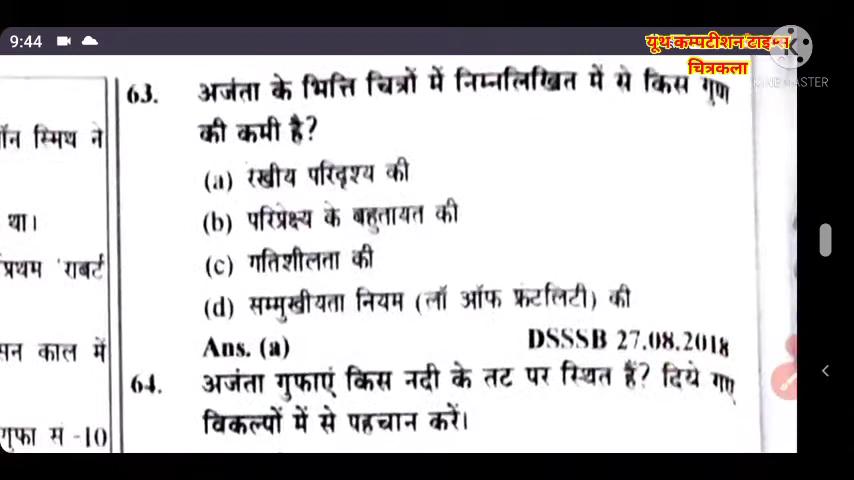 9:44
यूथ कम्पटीशन टाइम्स
चित्रकला
KINEMASTER
न स्मिथ ने
था।
प्रथम 'राबर्ट
सन काल में
गुफा सं -10
63. अजंता के भित्ति चित्रों में निम्नलिखित में से किस गुण
की कमी है?
(a) रेखीय परिदृश्य की
(b) परिप्रेक्ष्य के बहुतायत की
(c) गतिशीलता की
(d) सम्मुखीयता नियम (लॉ ऑफ फ्रंटलिटी) की
Ans. (a) DSSSB 27.08.2018
64. अजंता गुफाएं किस नदी के तट पर स्थित हैं? दिये गए
विकल्पों में से पहचान करें।